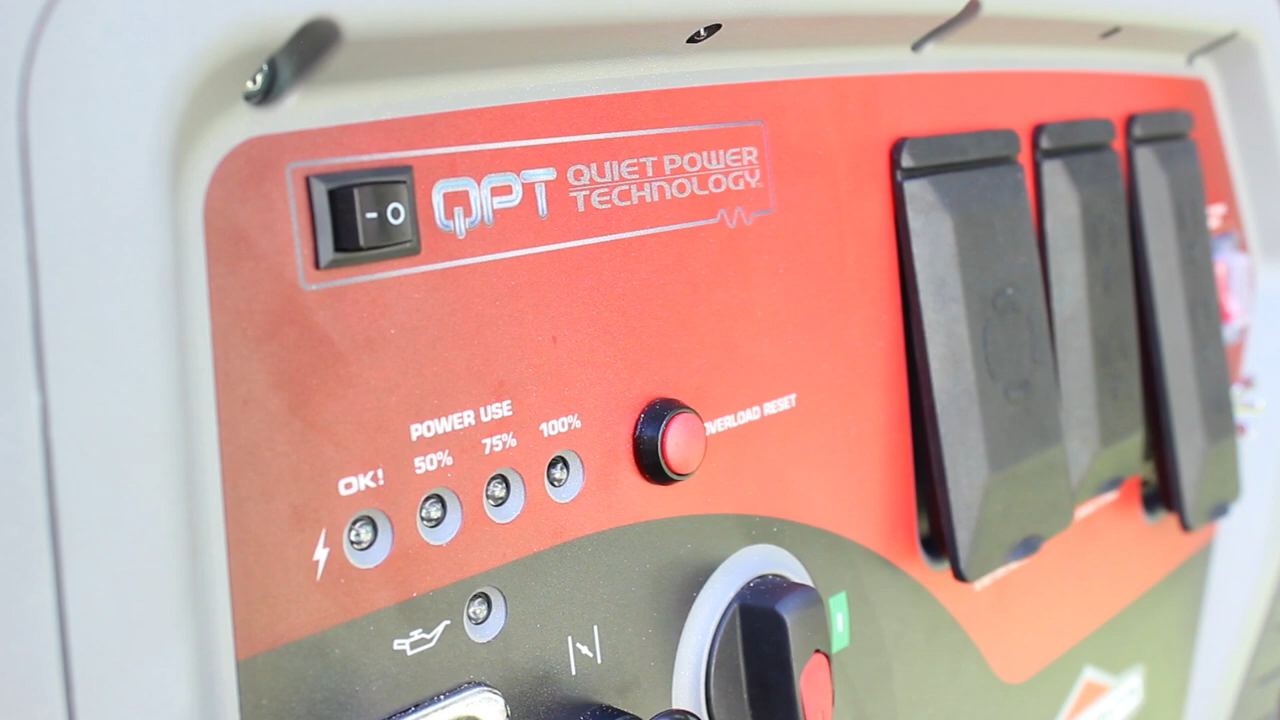 - O
QPT QUIET POWER
TECHNOLOGY
POWER USE
OK! 50% 75% 100%
OVERLOAD RESET